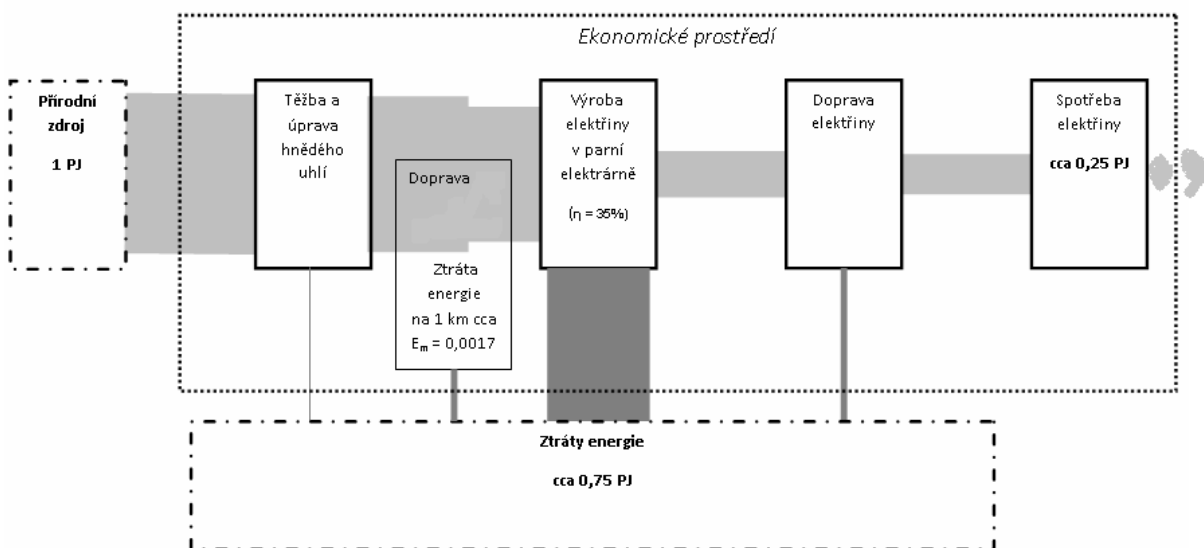 Ekonomické prostředí
Přírodní
zdroj
1 PJ
Těžba a
úprava
hnědého
uhlí
Doprava
Ztráta
energie
na 1 km cca
Eₘ = 0,0017
Výroba
elektřiny
v parní
elektrárně
(η = 35%)
Doprava
elektřiny
Spotřeba
elektřiny
cca 0,25 PJ
Ztráty energie
cca 0,75 PJ